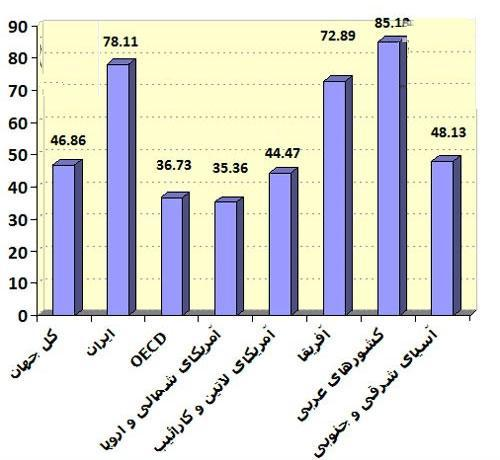 90
80
70
60
50
40
30
20
10
0
46.86
78.11
36.73
35.36
44.47
72.89
48.13
کل جهان
ایران
OECD
آمریکای شمالی و اروپا
آمریکای لاتین و کارائیب
آفریقا
کشورهای عربی
آسیای شرقی و جنوبی